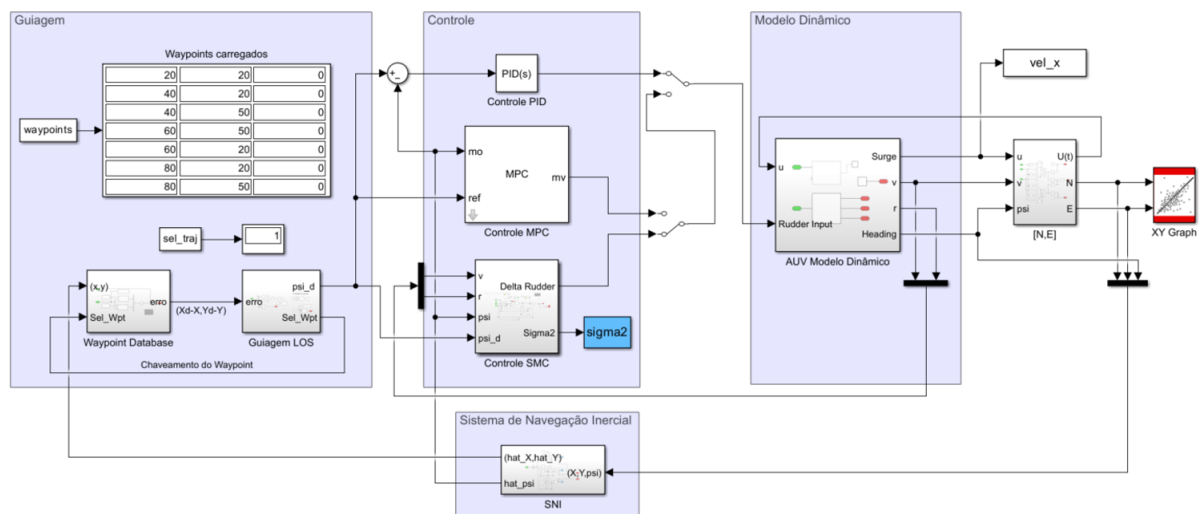 Guiagem
Waypoints carregados
waypoints
20 20 0
40 20 0
40 50 0
60 50 0
60 20 0
80 20 0
80 50 0
sel_traj
1
(x,y)
erro
Sel_Wpt
Waypoint Database
(Xd-X,Yd-Y)
erro
psi_d
Sel_Wpt
Guiagem LOS
Chaveamento do Waypoint
Controle
+_
PID(s)
Controle PID
mo
MPC
mv
ref
Controle MPC
v
r
psi
psi_d
Delta Rudder
Sigma2
Controle SMC
sigma2
Modelo Dinâmico
u
Rudder Input
Surge
v
r
Heading
AUV Modelo Dinâmico
vel_x
u
v
psi
U(t)
N
E
[N,E]
XY Graph
Sistema de Navegação Inercial
(hat_X,hat_Y)
hat_psi
(X,Y,psi)
SNI